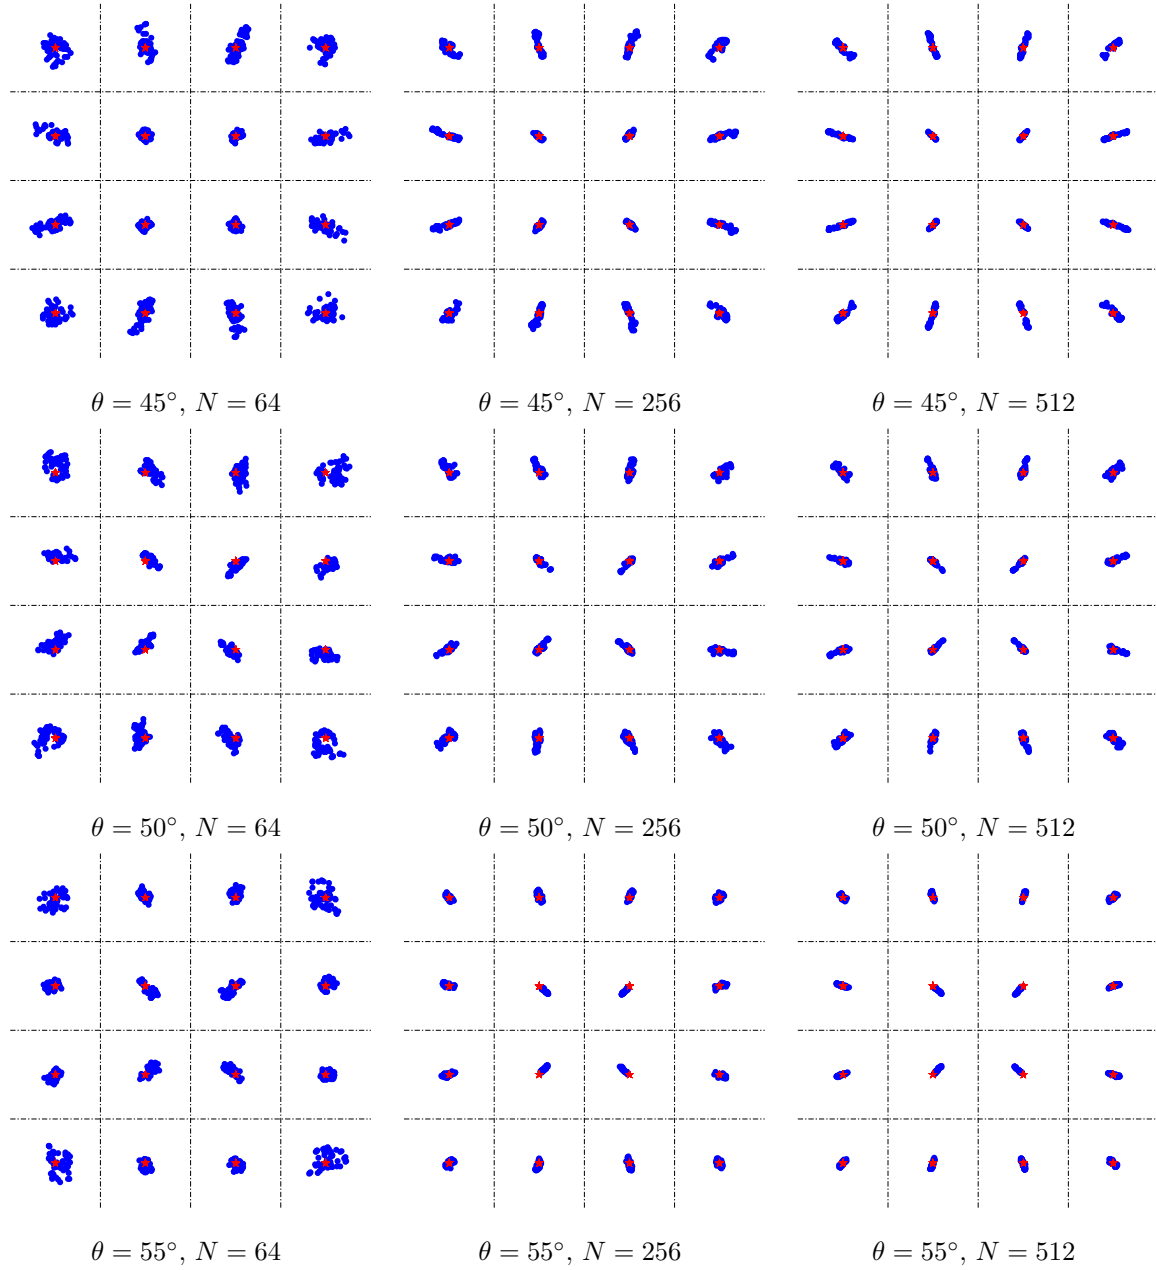 θ = 45°, N = 64
θ = 45°, N = 256
θ = 45°, N = 512
θ = 50°, N = 64
θ = 50°, N = 256
θ = 50°, N = 512
θ = 55°, N = 64
θ = 55°, N = 256
θ = 55°, N = 512